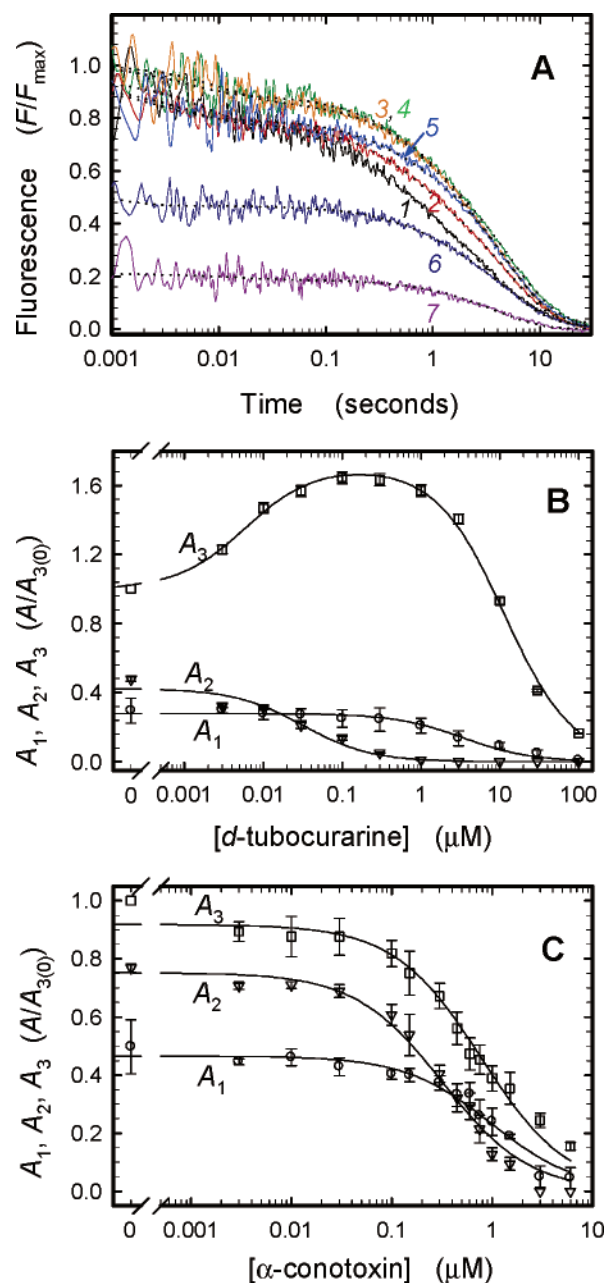 A
Fluorescence (F/Fmax)
1.0
0.8
0.6
0.4
0.2
0.0
3, 4
5
2
1
6
7
0.001 0.01 0.1 1 10
Time (seconds)
B
A1, A2, A3 (A/A3(0))
1.6
1.2
0.8
0.4
0.0
A3
A2
A1
0 0.001 0.01 0.1 1 10 100
[d-tubocurarine] (μM)
C
A1, A2, A3 (A/A3(0))
1.0
0.8
0.6
0.4
0.2
0.0
A3
A2
A1
0 0.001 0.01 0.1 1
[α-conotoxin] (μM)